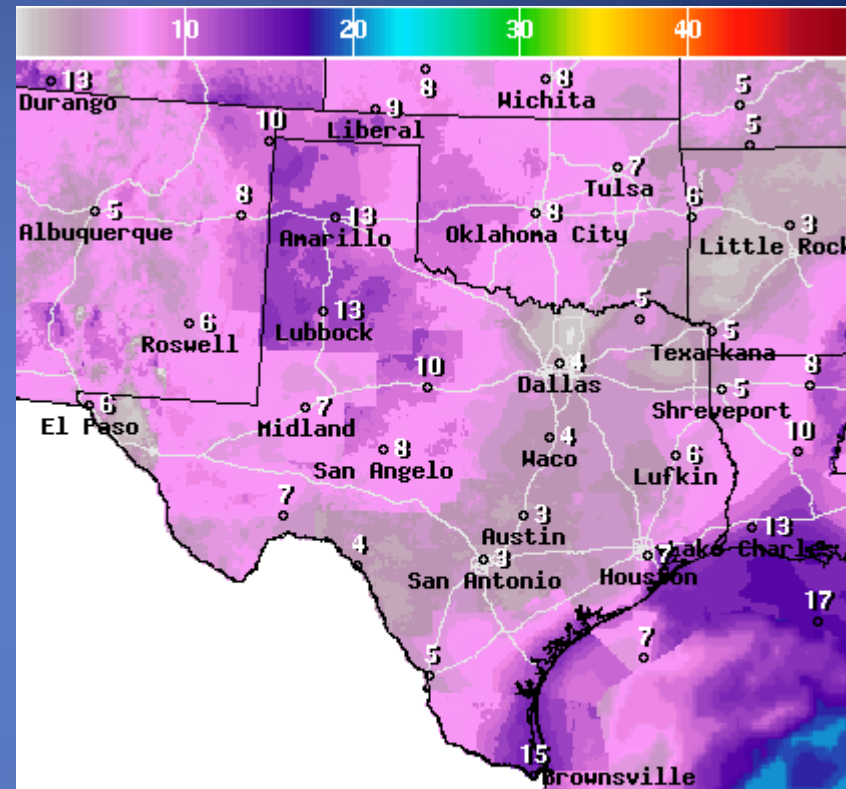 10 20 30 40
13
Durango
8
8
Wichita
5
9
Liberal
10
5
7
Tulsa
5
Albuquerque
8
13
Amarillo
8
Oklahoma City
6
3
Little Rock
6
Roswell
13
Lubbock
5
5
Texarkana
4
Dallas
10
5
Shreveport
8
6
El Paso
7
Midland
8
San Angelo
4
Waco
6
Lufkin
10
7
3
Austin
13
Lake Charles
4
3
San Antonio
7
Houston
17
7
5
15
Brownsville